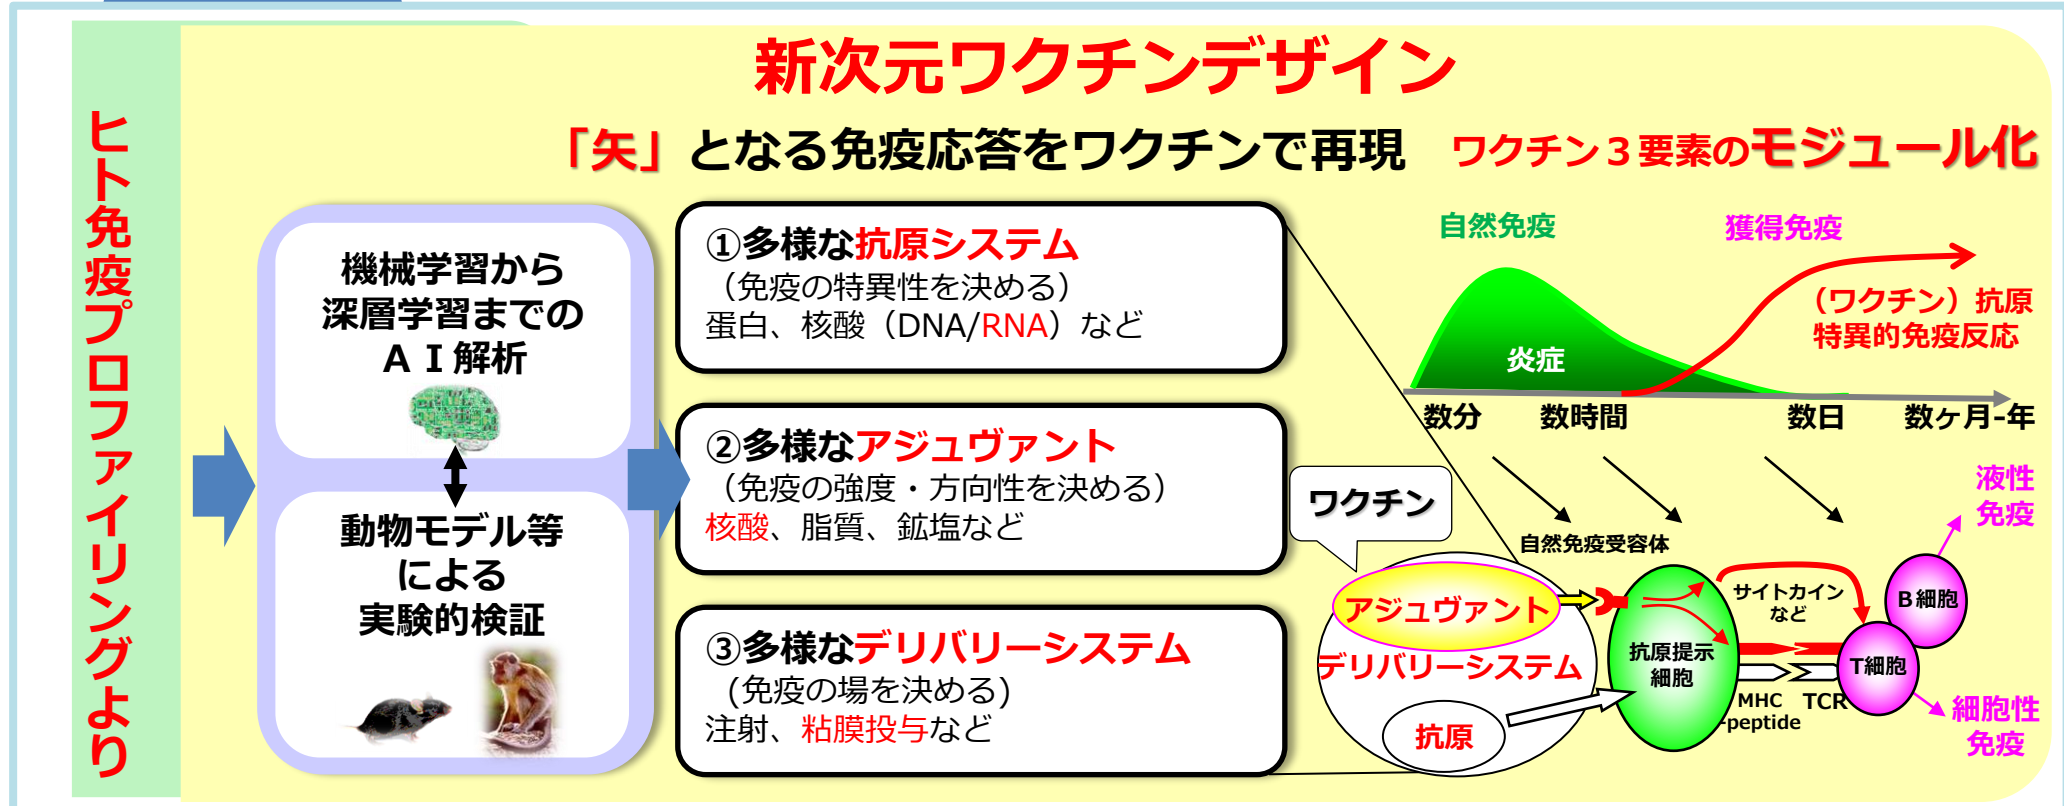 新次元ワクチンデザイン
「矢」となる免疫応答をワクチンで再現
ワクチン３要素のモジュール化
ヒト免疫プロファイリングより
機械学習から
深層学習までの
ＡＩ解析
動物モデル等
による
実験的検証
①多様な抗原システム
（免疫の特異性を決める）
蛋白、核酸（DNA/RNA）など
②多様なアジュヴァント
（免疫の強度・方向性を決める）
核酸、脂質、鉱塩など
③多様なデリバリーシステム
(免疫の場を決める)
注射、粘膜投与など
自然免疫
獲得免疫
（ワクチン）抗原
特異的免疫反応
炎症
数分
数時間
数日
数ヶ月-年
ワクチン
自然免疫受容体
液性
免疫
アジュヴァント
デリバリーシステム
抗原
抗原提示
細胞
サイトカイン
など
B細胞
T細胞
MHC
-peptide
TCR
細胞性
免疫